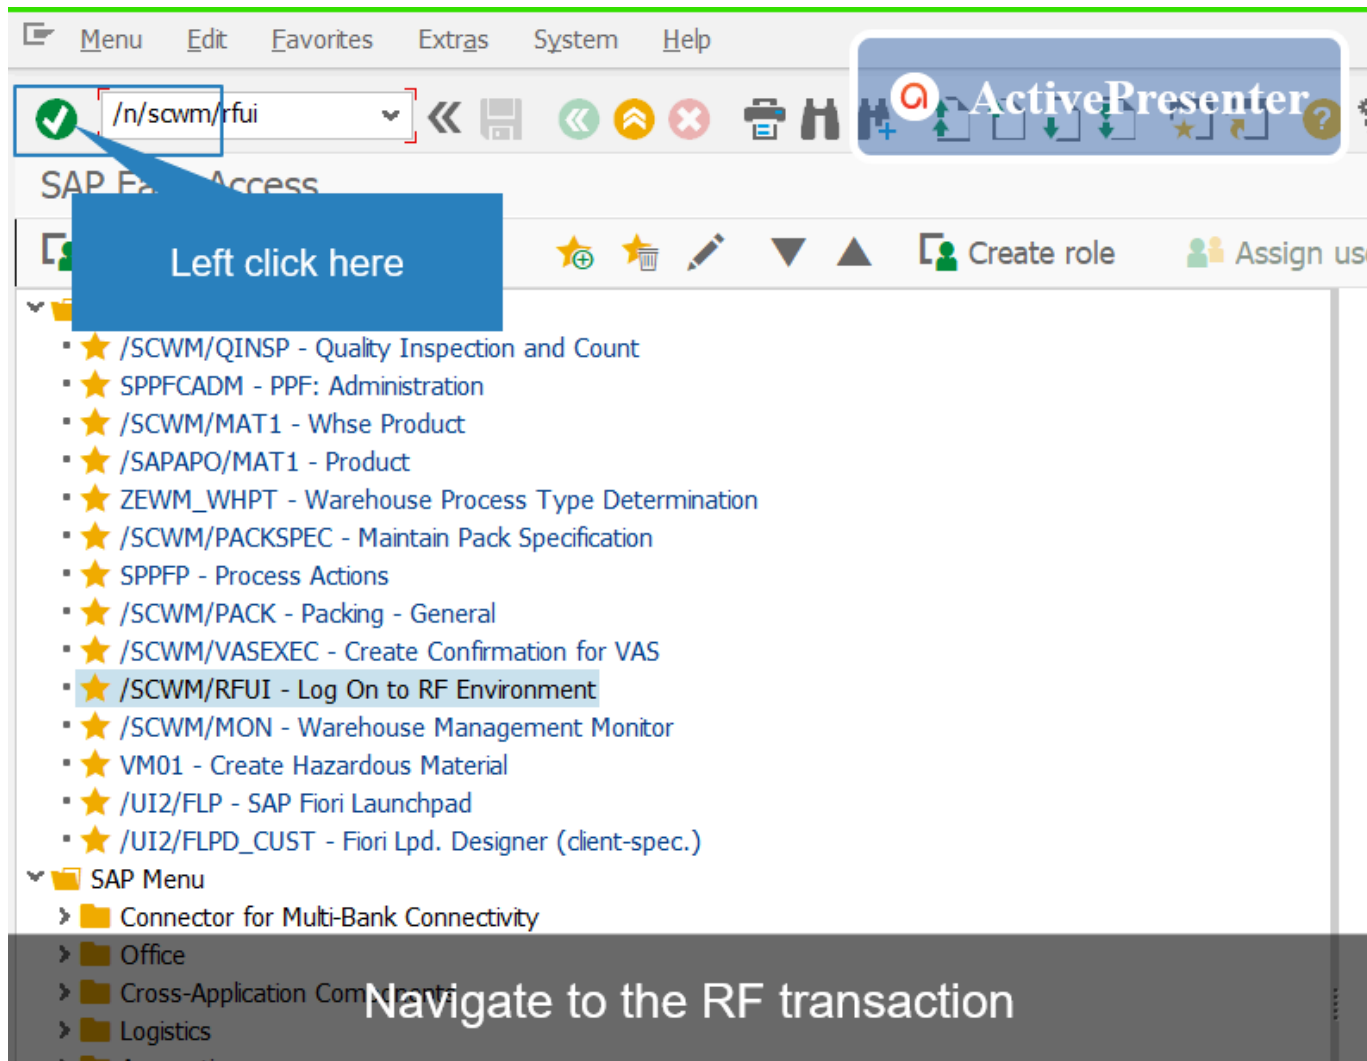 Menu Edit Favorites Extras System Help
/n/scwm/rfui
ActivePresenter
SAP Easy Access
Left click here
Create role
Assign use
/SCWM/QINSP - Quality Inspection and Count
SPPFCADM - PPF: Administration
/SCWM/MAT1 - Whse Product
/SAPAPO/MAT1 - Product
ZEWM_WHPT - Warehouse Process Type Determination
/SCWM/PACKSPEC - Maintain Pack Specification
SPPFP - Process Actions
/SCWM/PACK - Packing - General
/SCWM/VASEXEC - Create Confirmation for VAS
/SCWM/RFUI - Log On to RF Environment
/SCWM/MON - Warehouse Management Monitor
VM01 - Create Hazardous Material
/UI2/FLP - SAP Fiori Launchpad
/UI2/FLPD_CUST - Fiori Lpd. Designer (client-spec.)
SAP Menu
Connector for Multi-Bank Connectivity
Office
Cross-Application Components
Navigate to the RF transaction
Logistics